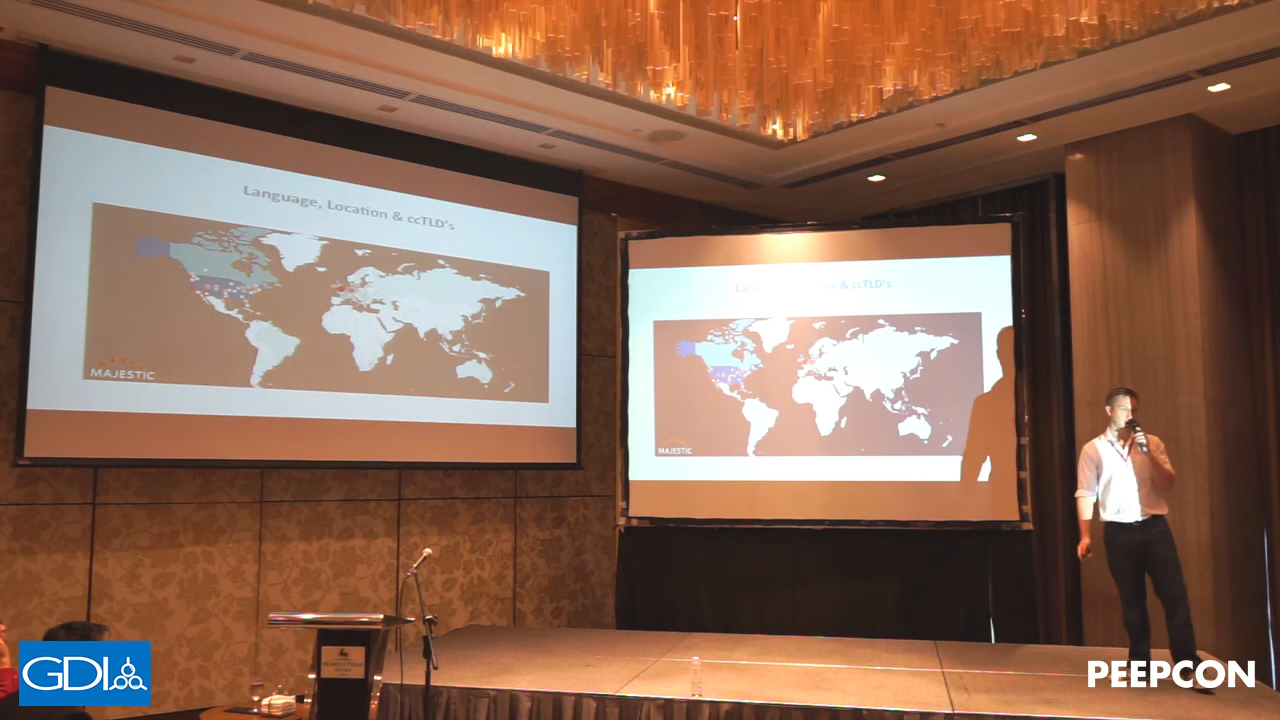 Language, Location & ccTLD's
MAJESTIC
& ccTLD's
MAJESTIC
GDI
PEEPCON